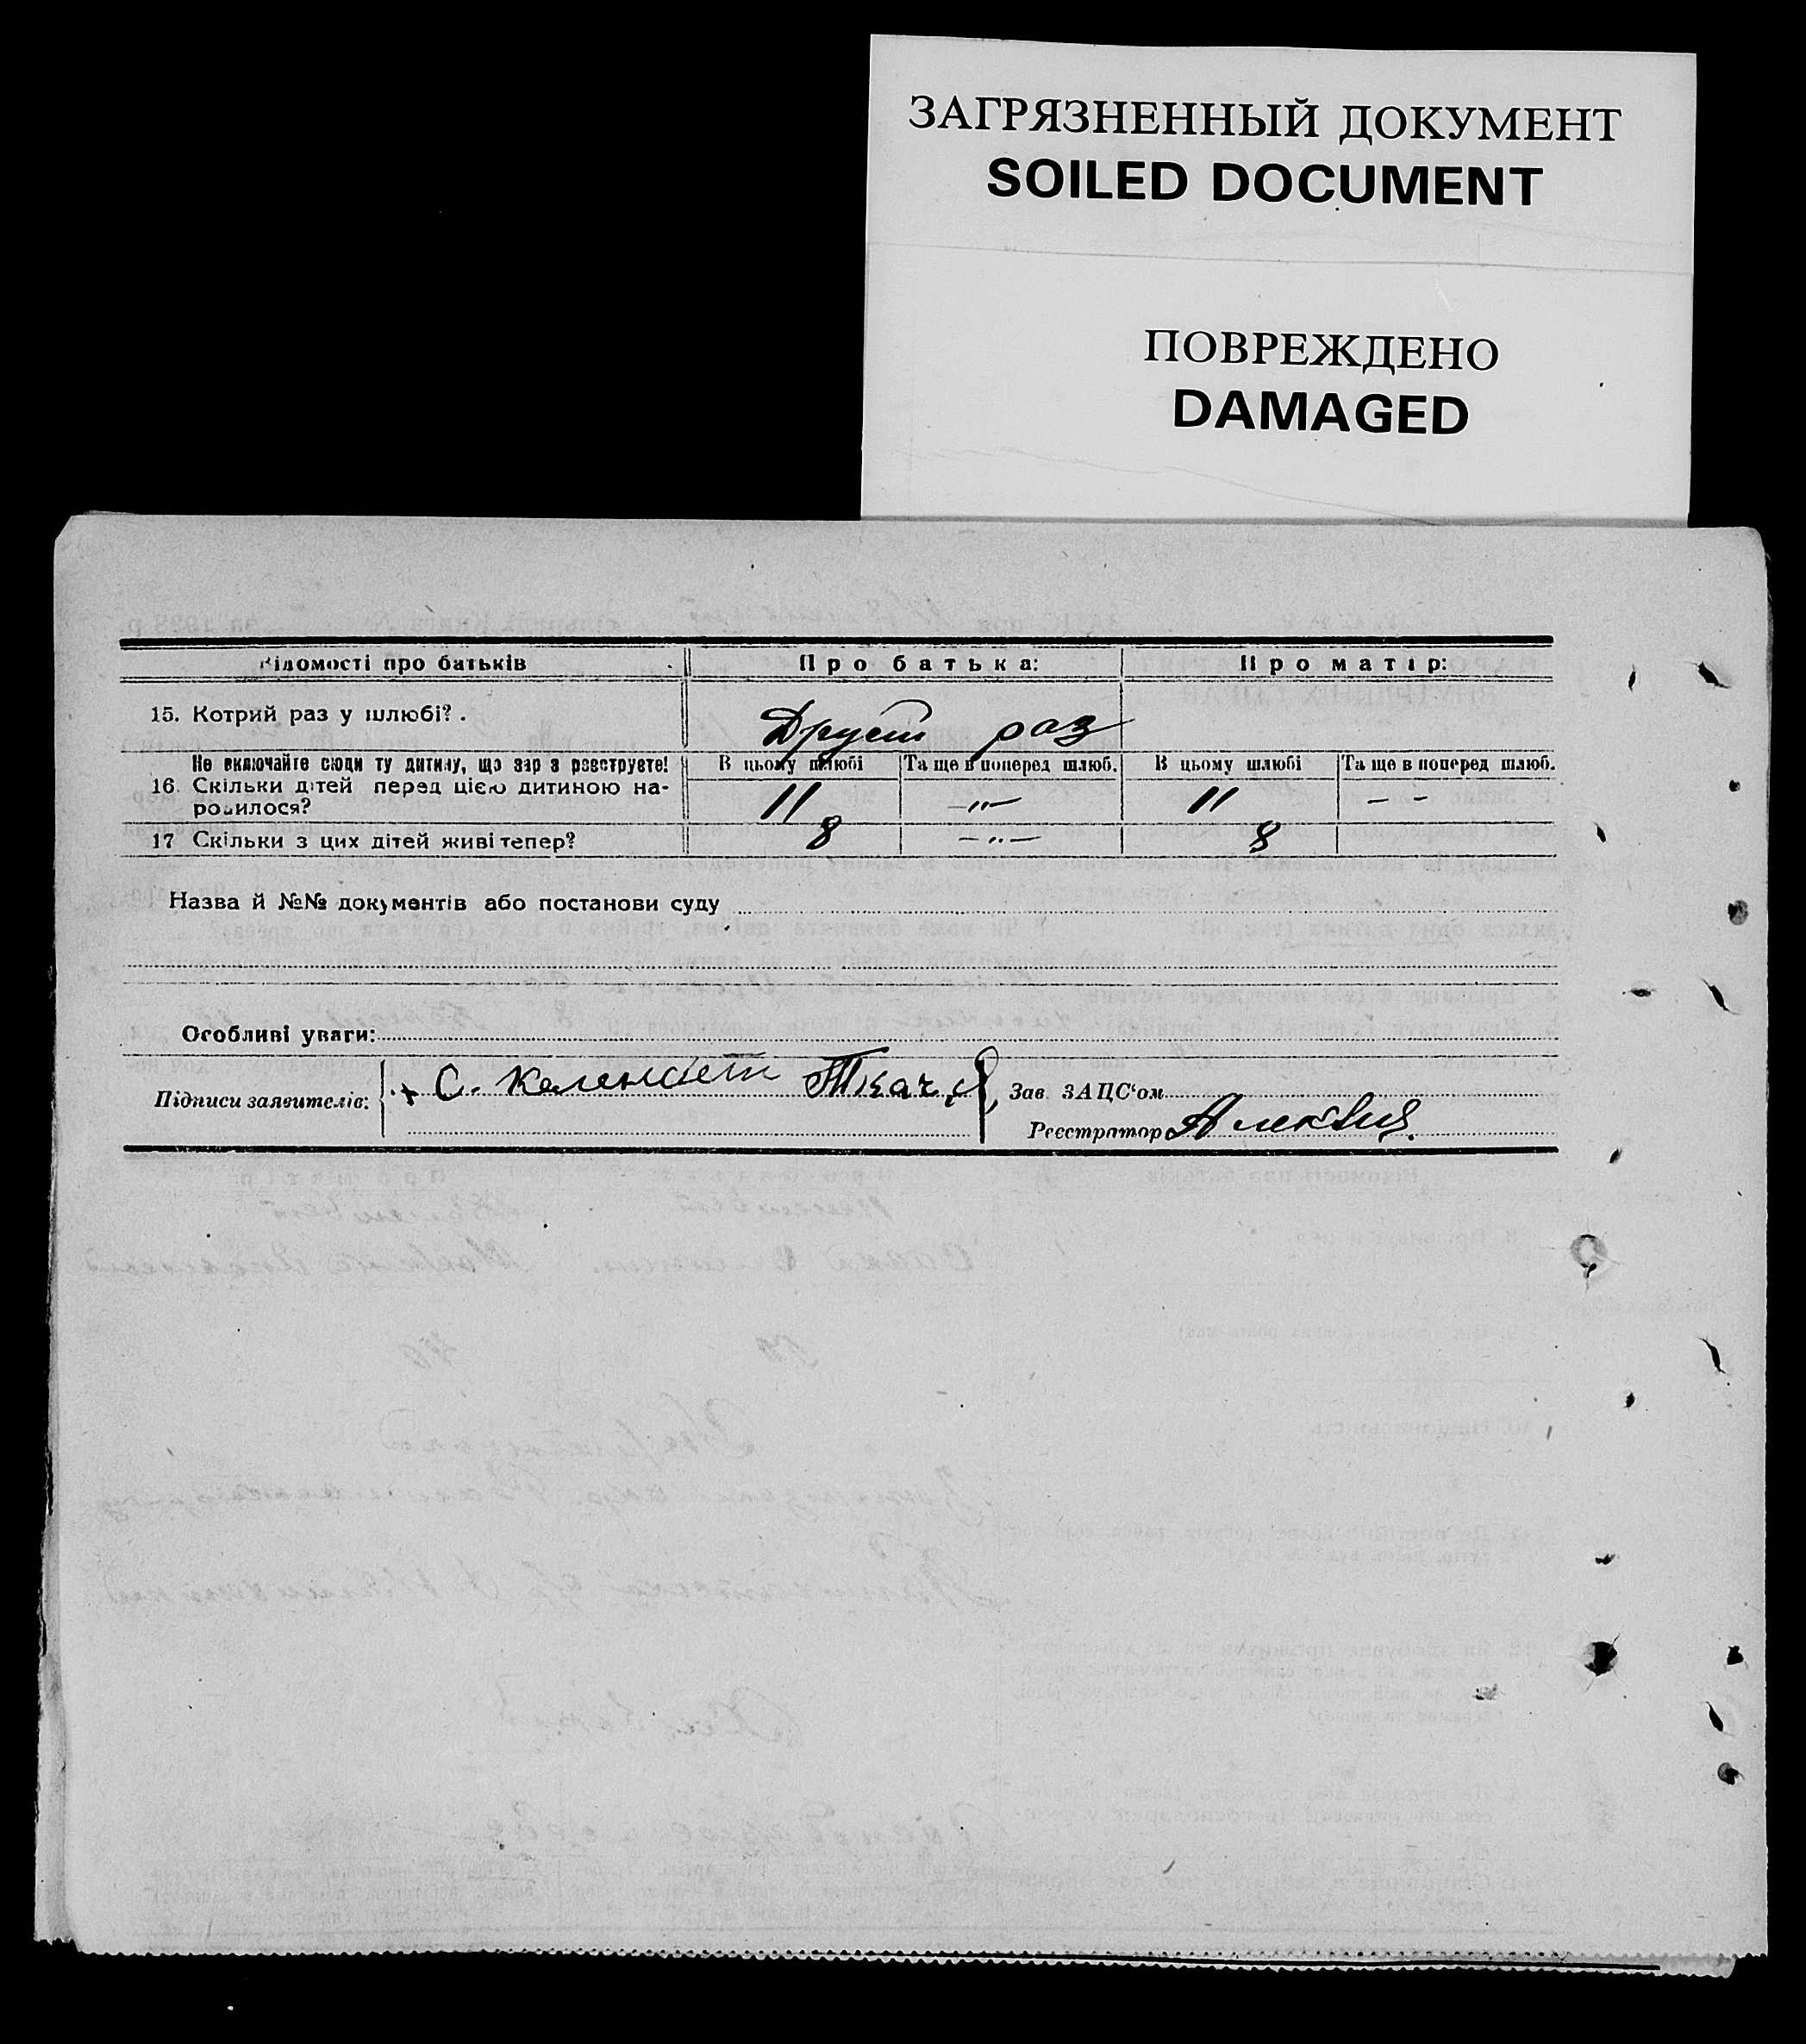 ЗАГРЯЗНЕННЫЙ ДОКУМЕНТ
SOILED DOCUMENT
ПОВРЕЖДЕНО
DAMAGED
Відомості про батьків Про батька: Про матір:
15. Котрий раз у шлюбі? . Другий раз
Не включайте сюди ту дитину, що зараз реєструєте! В цьому шлюбі Та ще в поперед шлюб. В цьому шлюбі Та ще в поперед шлюб.
16. Скільки дітей перед цією дитиною на-
родилося? 11 —"— 11 — —
17 Скільки з цих дітей живі тепер? 8 —"— 8
Назва й №№ документів або постанови суду
Особливі уваги:
Підписи заявителів: + С. Ткач Зав ЗАЦС'ом
Реєстратор